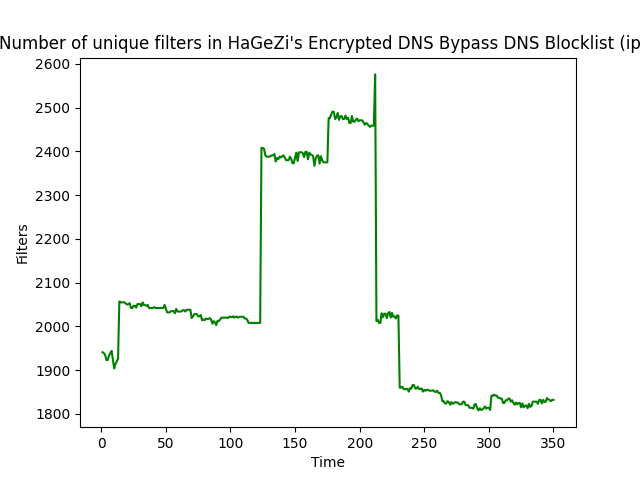 Number of unique filters in HaGeZi's Encrypted DNS Bypass DNS Blocklist (ip
2600
2500
2400
2300
2200
2100
2000
1900
1800
Filters
0 50 100 150 200 250 300 350
Time